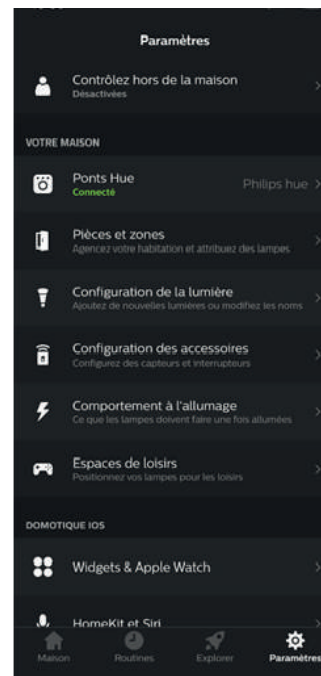 Paramètres
Contrôlez hors de la maison
Désactivées
VOTRE MAISON
Ponts Hue
Connecté
Philips hue
Pièces et zones
Agencez votre habitation et attribuez des lampes
Configuration de la lumière
Ajoutez de nouvelles lumières ou modifiez les noms
Configuration des accessoires
Configurez des capteurs et interrupteurs
Comportement à l'allumage
Ce que les lampes doivent faire une fois allumées
Espaces de loisirs
Positionnez vos lampes pour les loisirs
DOMOTIQUE IOS
Widgets & Apple Watch
HomeKit et Siri
Maison
Routines
Explorer
Paramètres